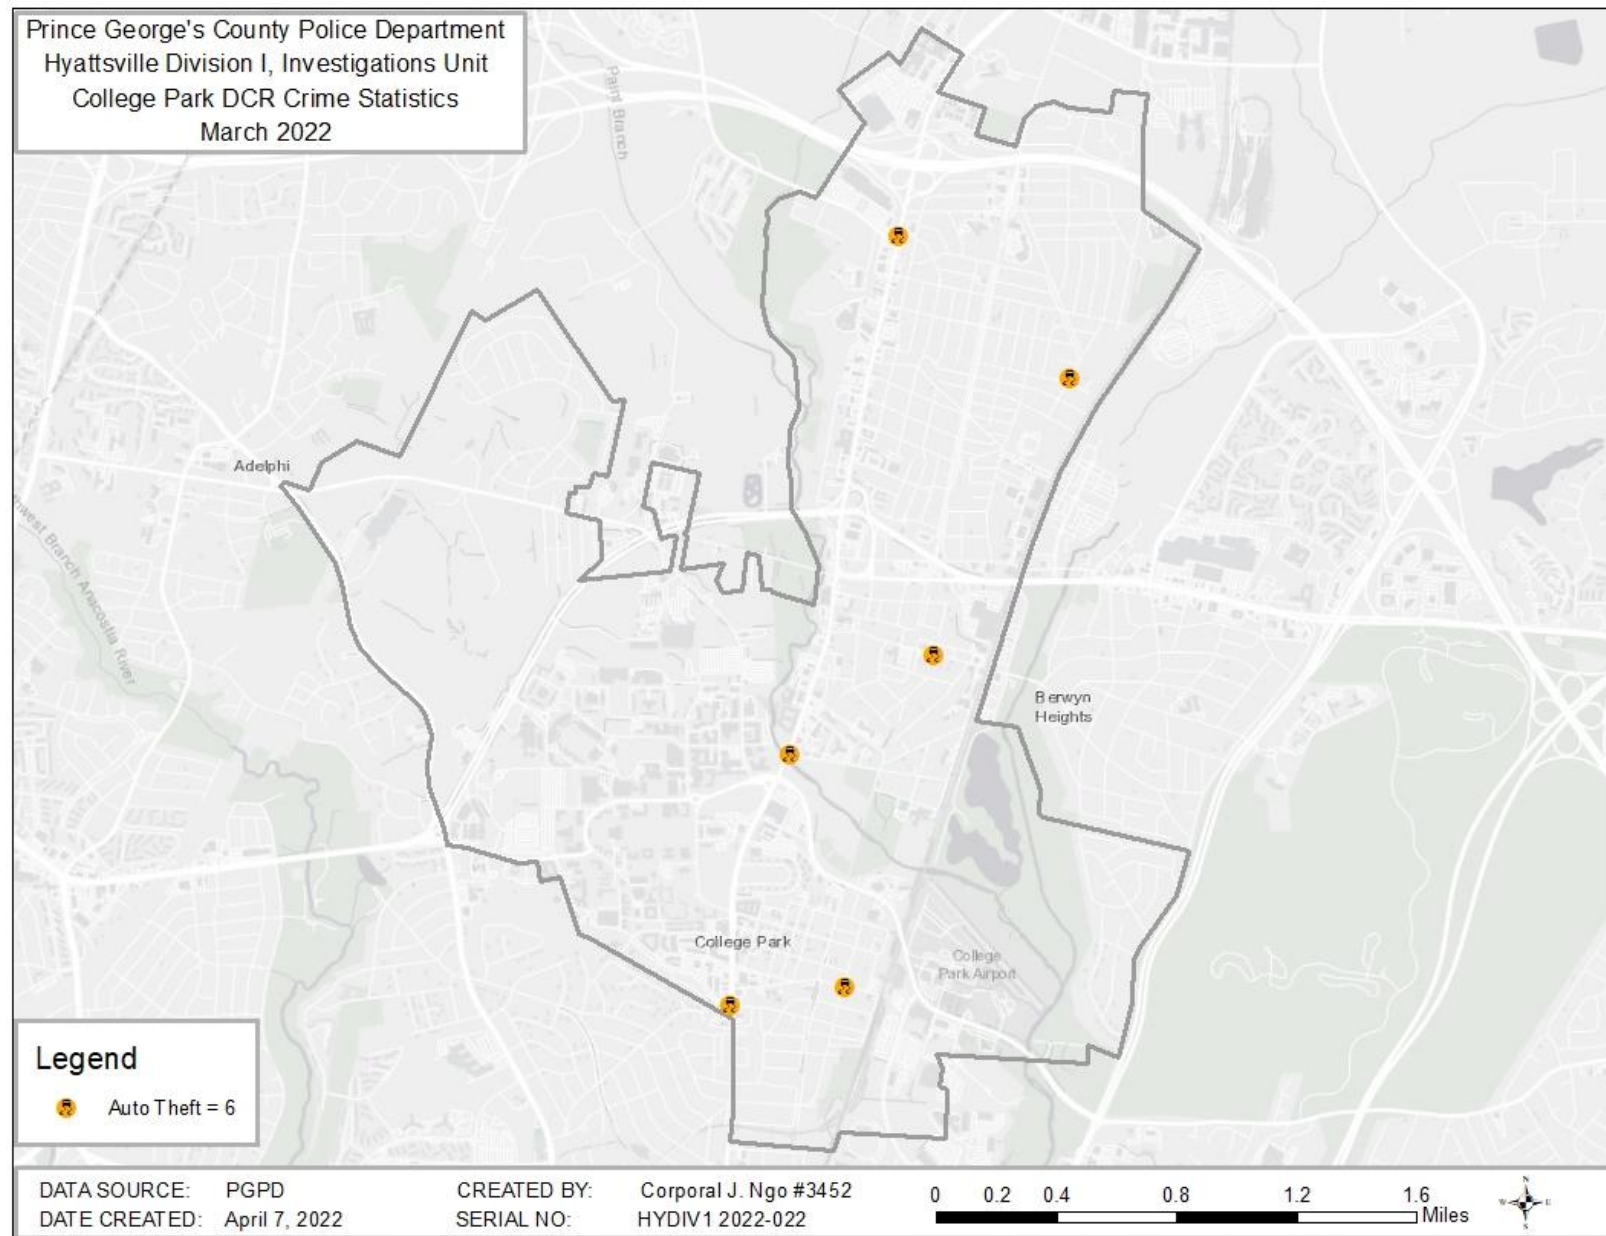 Prince George's County Police Department
Hyattsville Division I, Investigations Unit
College Park DCR Crime Statistics
March 2022
Paint Branch
Adelphi
Northwest Branch Anacostia River
Berwyn
Heights
College Park
College
Park Airport
Legend
Auto Theft = 6
DATA SOURCE: PGPD
DATE CREATED: April 7, 2022
CREATED BY: Corporal J. Ngo #3452
SERIAL NO: HYDIV1 2022-022
0 0.2 0.4 0.8 1.2 1.6
Miles
N
W E
S